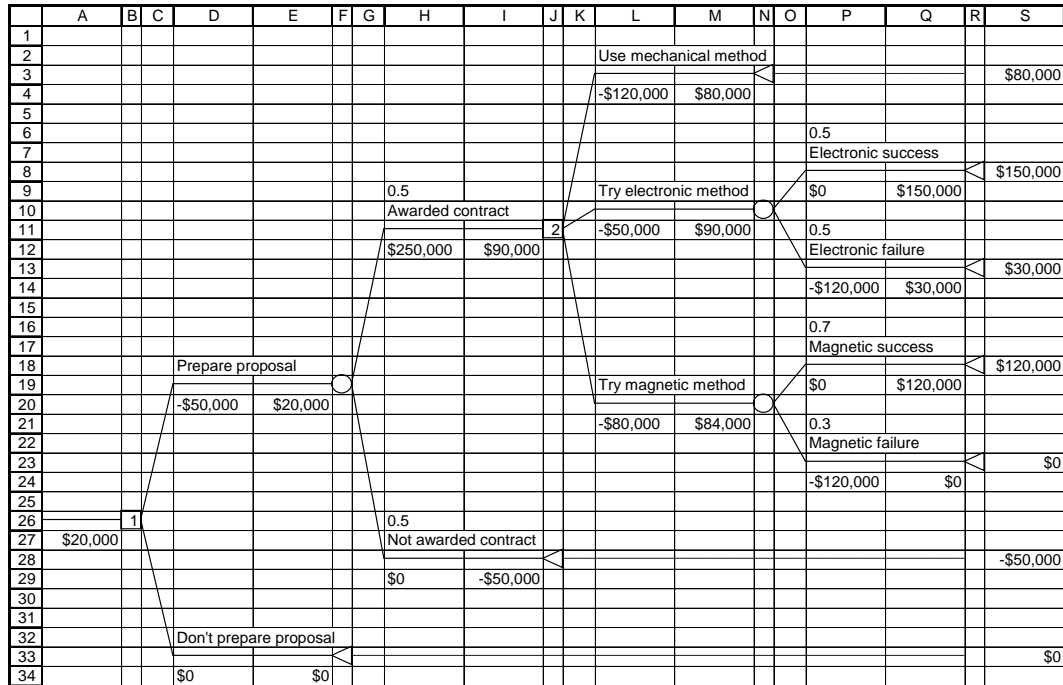 A B C D E F G H I J K L M N O P Q R S
1
2 Use mechanical method
3 $80,000
4 -$120,000 $80,000
5
6 0.5
7 Electronic success
8 $150,000
9 0.5 Try electronic method $0 $150,000
10 Awarded contract
11 2 -$50,000 $90,000 0.5
12 $250,000 $90,000 Electronic failure
13 $30,000
14 -$120,000 $30,000
15
16 0.7
17 Magnetic success
18 Prepare proposal $120,000
19 Try magnetic method $0 $120,000
20 -$50,000 $20,000
21 -$80,000 $84,000 0.3
22 Magnetic failure
23 $0
24 -$120,000 $0
25
26 1 0.5
27 $20,000 Not awarded contract
28 -$50,000
29 $0 -$50,000
30
31
32 Don't prepare proposal
33 $0
34 $0 $0